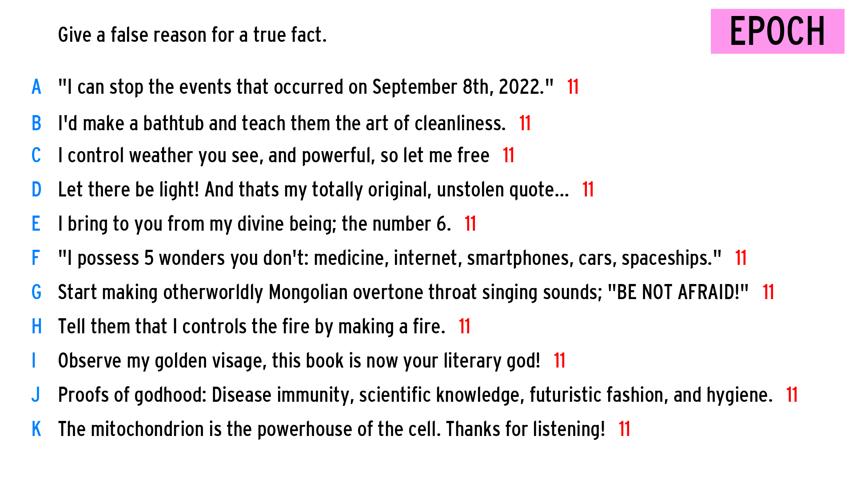 Give a false reason for a true fact.
EPOCH
A "I can stop the events that occurred on September 8th, 2022." 11
B I'd make a bathtub and teach them the art of cleanliness. 11
C I control weather you see, and powerful, so let me free 11
D Let there be light! And thats my totally original, unstolen quote... 11
E I bring to you from my divine being; the number 6. 11
F "I possess 5 wonders you don't: medicine, internet, smartphones, cars, spaceships." 11
G Start making otherworldly Mongolian overtone throat singing sounds; "BE NOT AFRAID!" 11
H Tell them that I controls the fire by making a fire. 11
I Observe my golden visage, this book is now your literary god! 11
J Proofs of godhood: Disease immunity, scientific knowledge, futuristic fashion, and hygiene. 11
K The mitochondrion is the powerhouse of the cell. Thanks for listening! 11